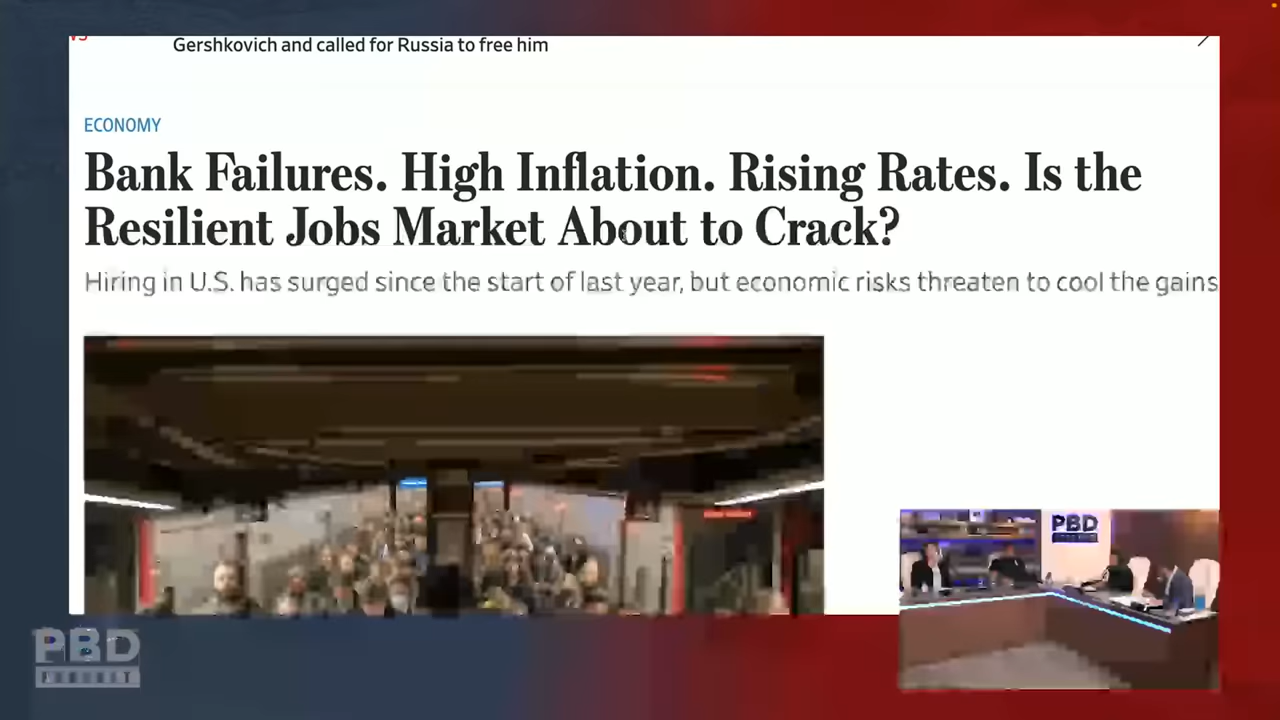 Gershkovich and called for Russia to free him
ECONOMY
Bank Failures. High Inflation. Rising Rates. Is the
Resilient Jobs Market About to Crack?
Hiring in U.S. has surged since the start of last year, but economic risks threaten to cool the gains
PBD
PBD
PODCAST